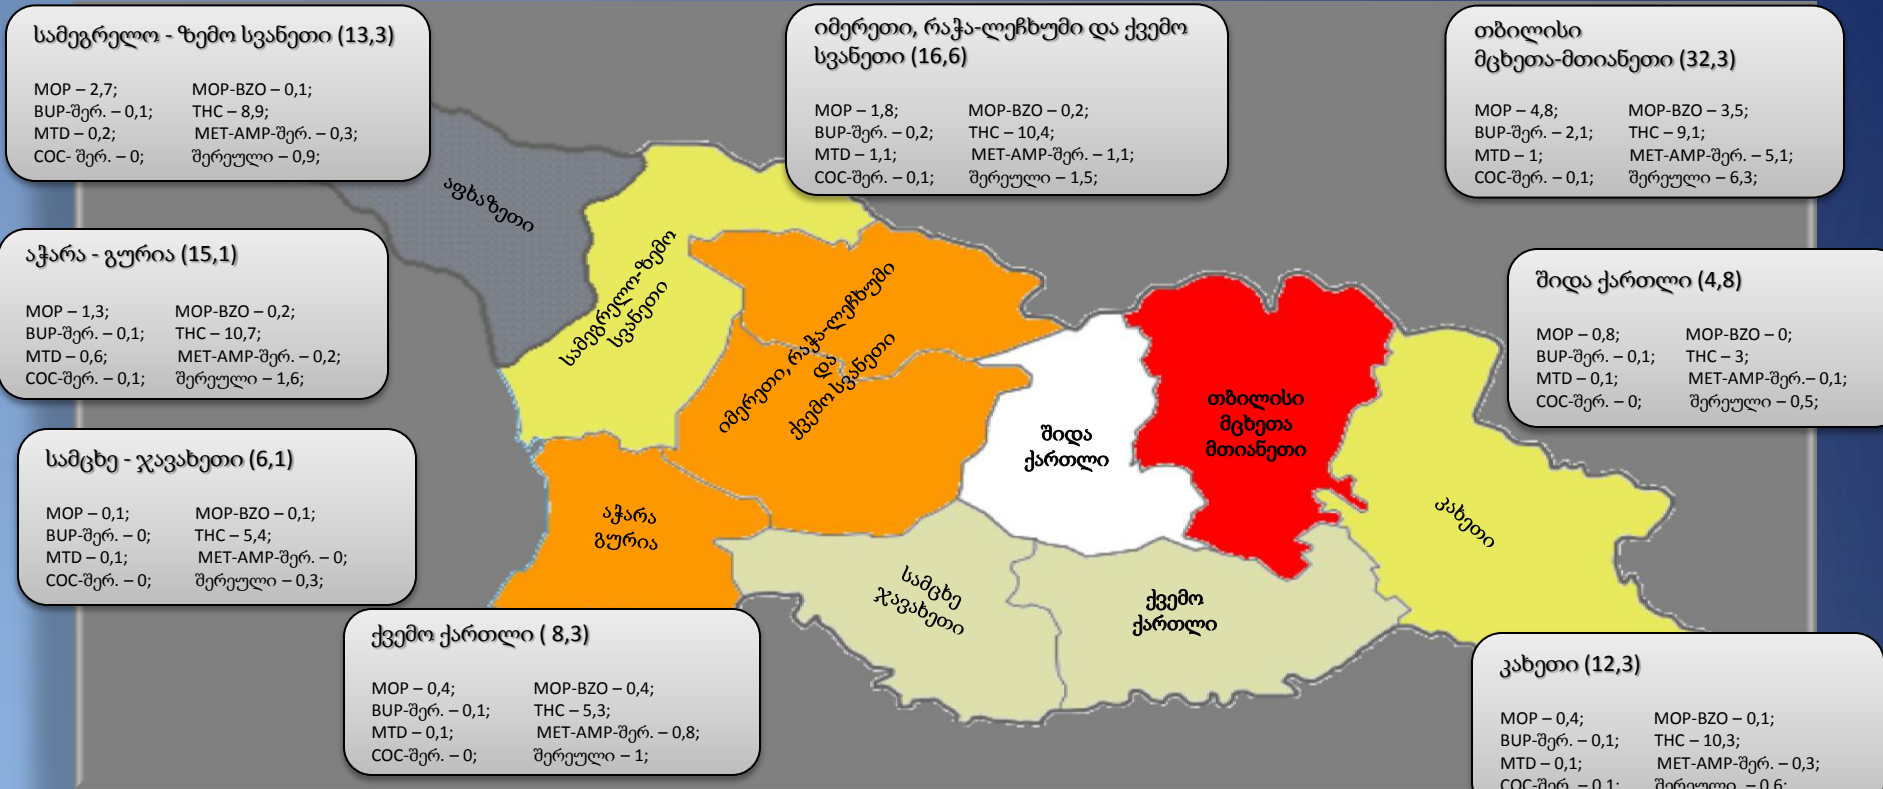 სამეგრელო - ზემო სვანეთი (13,3)
MOP – 2,7; MOP-BZO – 0,1;
BUP-შერ. – 0,1; THC – 8,9;
MTD – 0,2; MET-AMP-შერ. – 0,3;
COC- შერ. – 0; შერეული – 0,9;
იმერეთი, რაჭა-ლეჩხუმი და ქვემო
სვანეთი (16,6)
MOP – 1,8; MOP-BZO – 0,2;
BUP-შერ. – 0,2; THC – 10,4;
MTD – 1,1; MET-AMP-შერ. – 1,1;
COC-შერ. – 0,1; შერეული – 1,5;
თბილისი
მცხეთა-მთიანეთი (32,3)
MOP – 4,8; MOP-BZO – 3,5;
BUP-შერ. – 2,1; THC – 9,1;
MTD – 1; MET-AMP-შერ. – 5,1;
COC-შერ. – 0,1; შერეული – 6,3;
აჭარა - გურია (15,1)
MOP – 1,3; MOP-BZO – 0,2;
BUP-შერ. – 0,1; THC – 10,7;
MTD – 0,6; MET-AMP-შერ. – 0,2;
COC-შერ. – 0,1; შერეული – 1,6;
შიდა ქართლი (4,8)
MOP – 0,8; MOP-BZO – 0;
BUP-შერ. – 0,1; THC – 3;
MTD – 0,1; MET-AMP-შერ.– 0,1;
COC-შერ. – 0; შერეული – 0,5;
სამცხე - ჯავახეთი (6,1)
MOP – 0,1; MOP-BZO – 0,1;
BUP-შერ. – 0; THC – 5,4;
MTD – 0,1; MET-AMP-შერ. – 0;
COC-შერ. – 0; შერეული – 0,3;
ქვემო ქართლი ( 8,3)
MOP – 0,4; MOP-BZO – 0,4;
BUP-შერ. – 0,1; THC – 5,3;
MTD – 0,1; MET-AMP-შერ. – 0,8;
COC-შერ. – 0; შერეული – 1;
კახეთი (12,3)
MOP – 0,4; MOP-BZO – 0,1;
BUP-შერ. – 0,1; THC – 10,3;
MTD – 0,1; MET-AMP-შერ. – 0,3;
COC-შერ. – 0,1; შერეული – 0,6;
აფხაზეთი
სამეგრელო-ზემო
სვანეთი
იმერეთი, რაჭა-ლეჩხუმი
და
ქვემო სვანეთი
შიდა
ქართლი
თბილისი
მცხეთა
მთიანეთი
კახეთი
აჭარა
გურია
სამცხე
ჯავახეთი
ქვემო
ქართლი